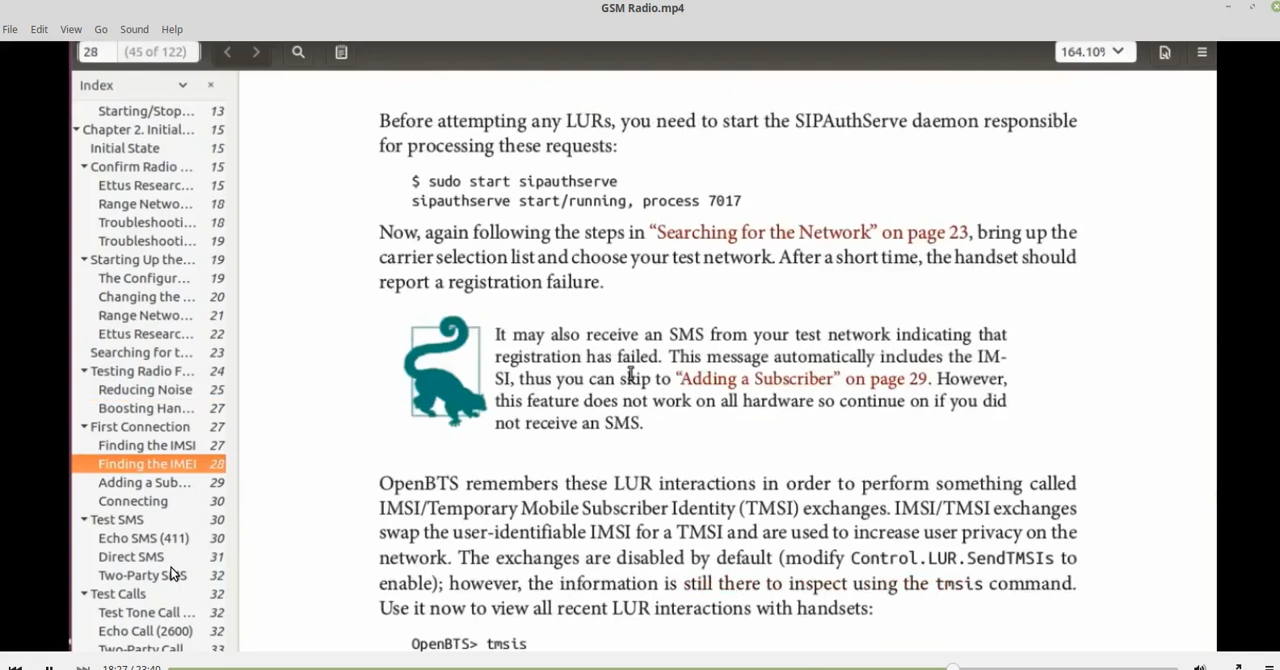 GSM Radio.mp4
File Edit View Go Sound Help
28 (45 of 122) 164.10%
Index
Starting/Stop... 13
Chapter 2. Initial... 15
Initial State 15
Confirm Radio ... 15
Ettus Researc... 15
Range Netwo... 18
Troubleshooti... 18
Troubleshooti... 19
Starting Up the... 19
The Configur... 19
Changing the ... 20
Range Netwo... 21
Ettus Researc... 22
Searching for t... 23
Testing Radio F... 24
Reducing Noise 25
Boosting Han... 27
First Connection 27
Finding the IMSI 27
Finding the IMEI 28
Adding a Sub... 29
Connecting 30
Test SMS 30
Echo SMS (411) 30
Direct SMS 31
Two-Party SMS 32
Test Calls 32
Test Tone Call ... 32
Echo Call (2600) 32
Two-Party Call 33
Before attempting any LURs, you need to start the SIPAuthServe daemon responsible
for processing these requests:
$ sudo start sipauthserve
sipauthserve start/running, process 7017
Now, again following the steps in “Searching for the Network” on page 23, bring up the
carrier selection list and choose your test network. After a short time, the handset should
report a registration failure.
It may also receive an SMS from your test network indicating that
registration has failed. This message automatically includes the IM-
SI, thus you can skip to “Adding a Subscriber” on page 29. However,
this feature does not work on all hardware so continue on if you did
not receive an SMS.
OpenBTS remembers these LUR interactions in order to perform something called
IMSI/Temporary Mobile Subscriber Identity (TMSI) exchanges. IMSI/TMSI exchanges
swap the user-identifiable IMSI for a TMSI and are used to increase user privacy on the
network. The exchanges are disabled by default (modify Control.LUR.SendTMSIs to
enable); however, the information is still there to inspect using the tmsis command.
Use it now to view all recent LUR interactions with handsets:
OpenBTS> tmsis
18:27 / 23:40